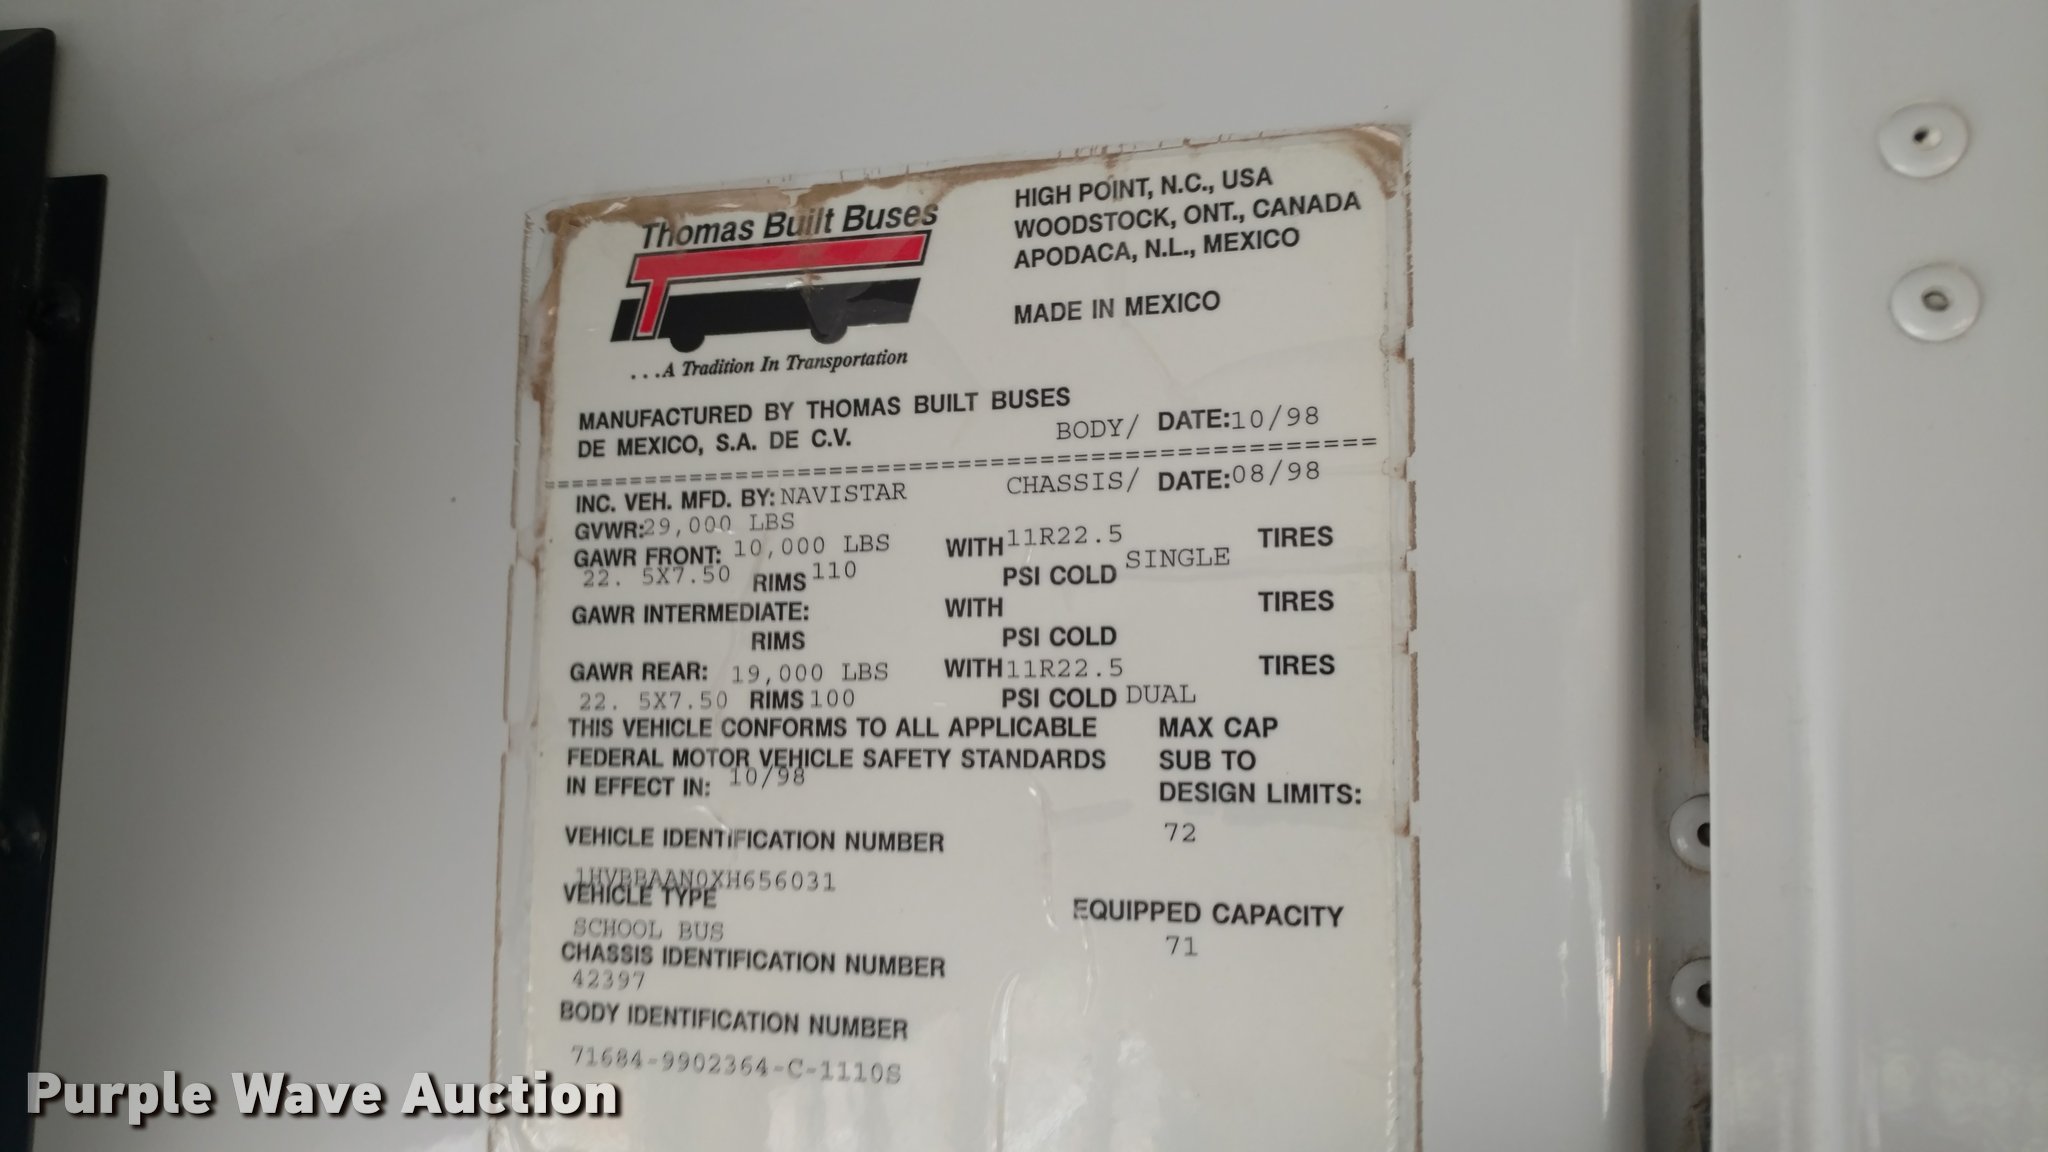 Thomas Built Buses
...A Tradition In Transportation
HIGH POINT, N.C., USA
WOODSTOCK, ONT., CANADA
APODACA, N.L., MEXICO
MADE IN MEXICO
MANUFACTURED BY THOMAS BUILT BUSES
DE MEXICO, S.A. DE C.V. BODY/ DATE:10/98
INC. VEH. MFD. BY: NAVISTAR CHASSIS/ DATE:08/98
GVWR:29,000 LBS
GAWR FRONT: 10,000 LBS WITH 11R22.5 TIRES
22. 5X7.50 RIMS 110 PSI COLD SINGLE
GAWR INTERMEDIATE: WITH TIRES
RIMS PSI COLD
GAWR REAR: 19,000 LBS WITH 11R22.5 TIRES
22. 5X7.50 RIMS 100 PSI COLD DUAL
THIS VEHICLE CONFORMS TO ALL APPLICABLE MAX CAP
FEDERAL MOTOR VEHICLE SAFETY STANDARDS SUB TO
IN EFFECT IN: 10/98 DESIGN LIMITS:
72
VEHICLE IDENTIFICATION NUMBER
1HVBBAAN0XH656031
VEHICLE TYPE EQUIPPED CAPACITY
SCHOOL BUS 71
CHASSIS IDENTIFICATION NUMBER
42397
BODY IDENTIFICATION NUMBER
71684-9902364-C-1110S
Purple Wave Auction